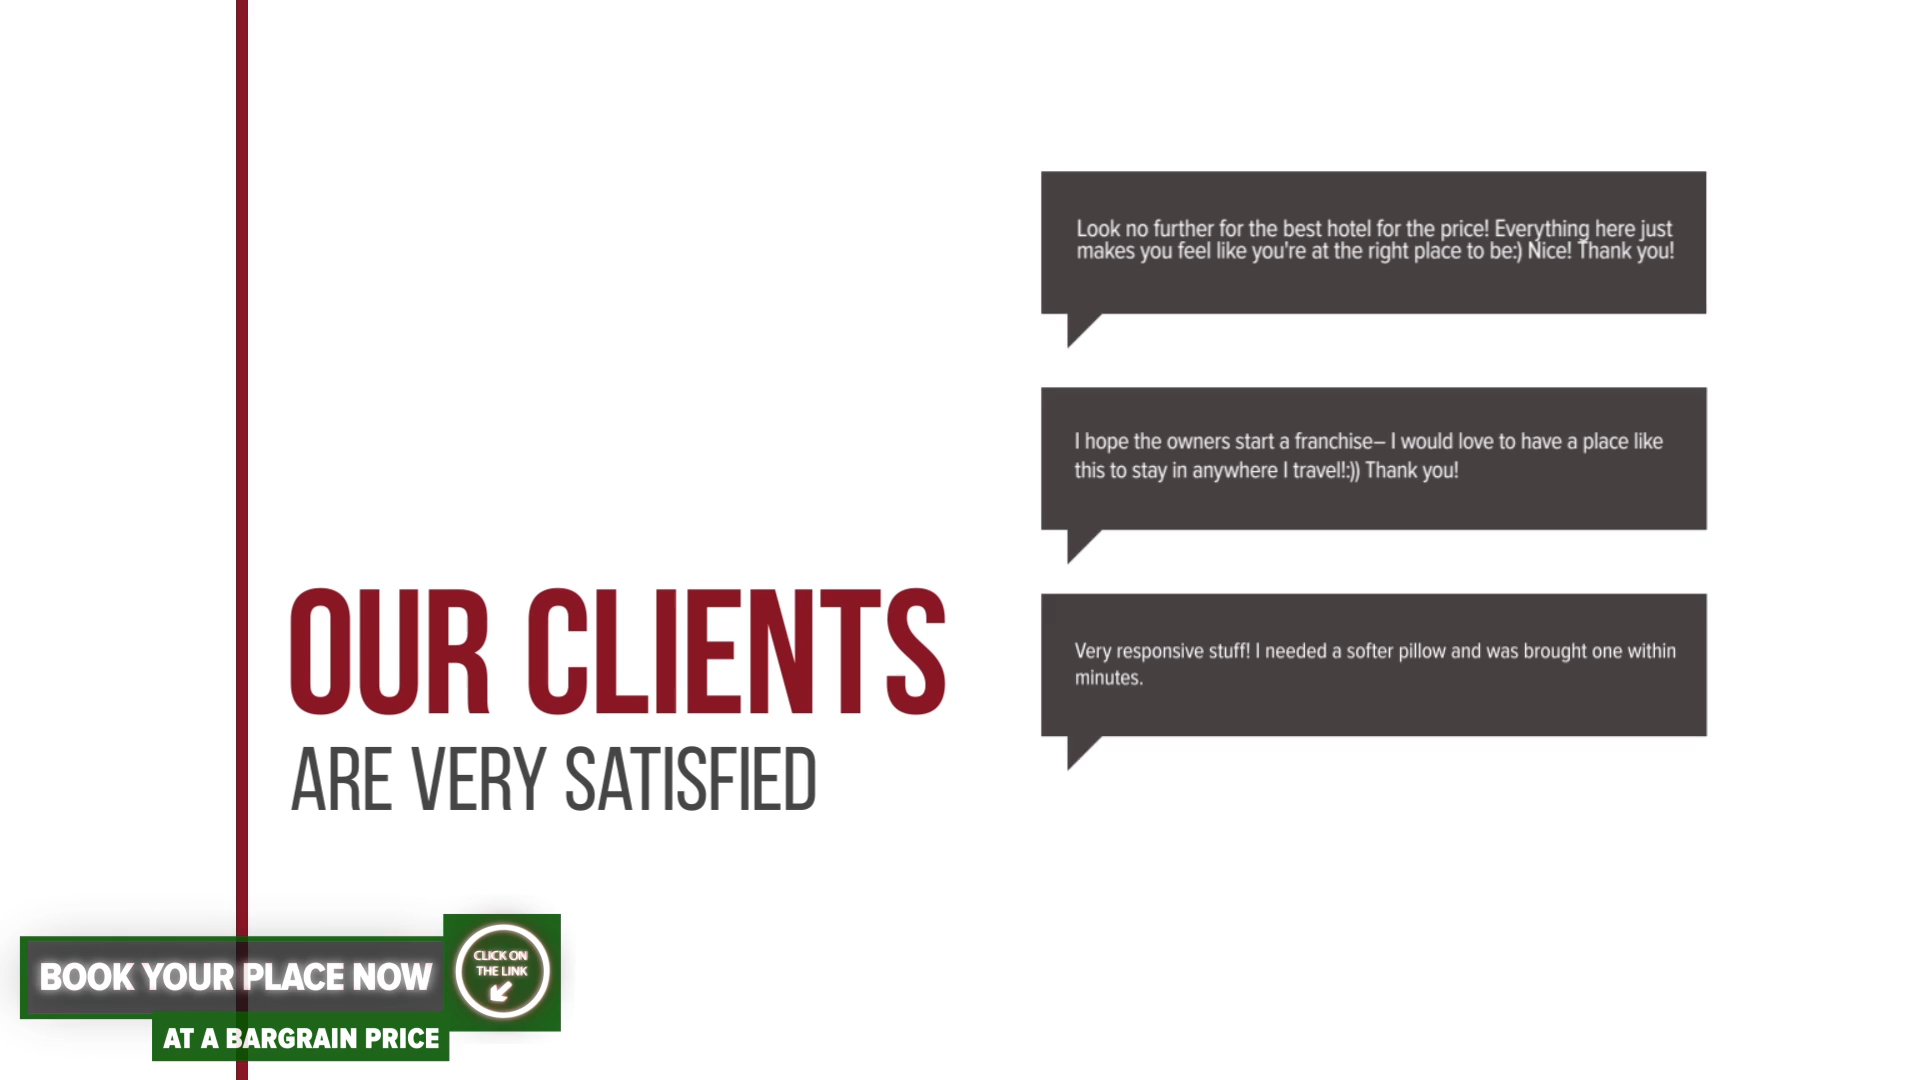 Look no further for the best hotel for the price! Everything here just
makes you feel like you're at the right place to be:) Nice! Thank you!
I hope the owners start a franchise– I would love to have a place like
this to stay in anywhere I travel!:)) Thank you!
Very responsive stuff! I needed a softer pillow and was brought one within
minutes.
OUR CLIENTS
ARE VERY SATISFIED
BOOK YOUR PLACE NOW
CLICK ON
THE LINK
AT A BARGRAIN PRICE